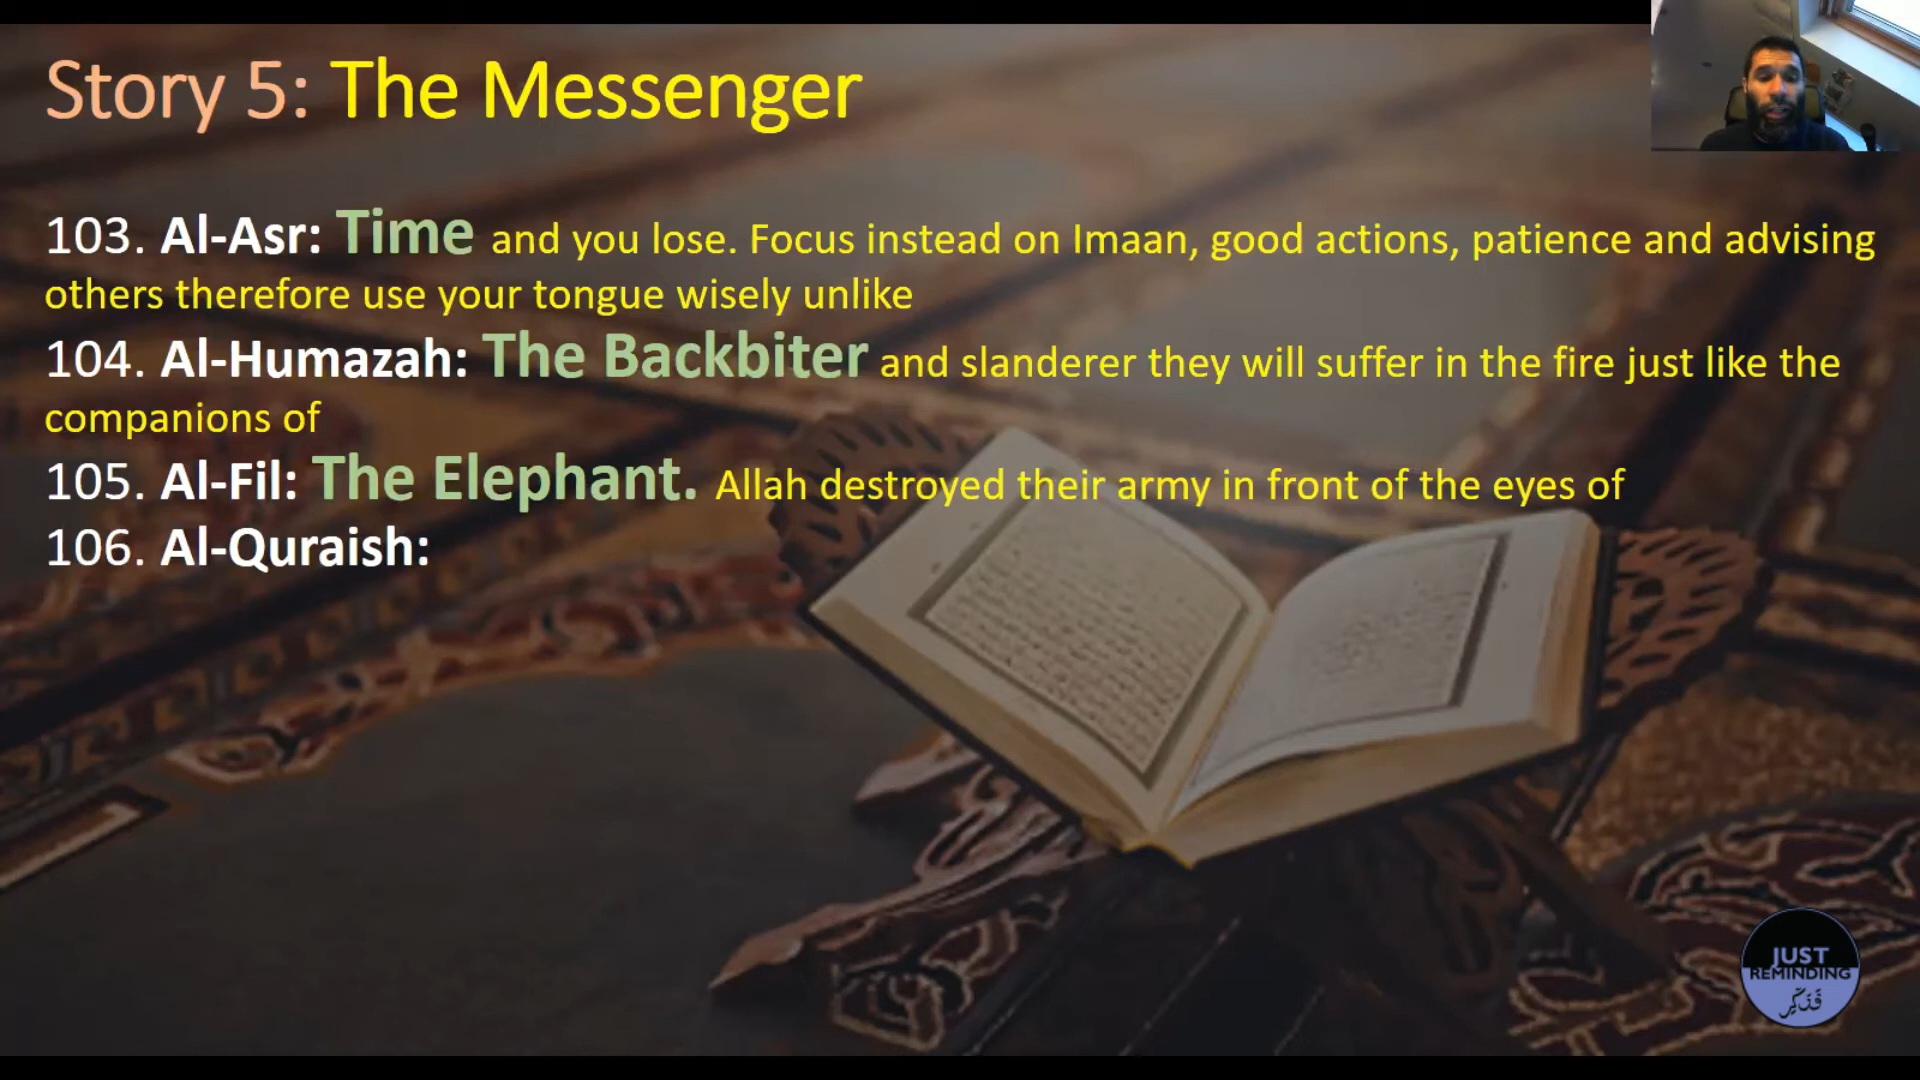 Story 5: The Messenger
103. Al-Asr: Time and you lose. Focus instead on Imaan, good actions, patience and advising
others therefore use your tongue wisely unlike
104. Al-Humazah: The Backbiter and slanderer they will suffer in the fire just like the
companions of
105. Al-Fil: The Elephant. Allah destroyed their army in front of the eyes of
106. Al-Quraish:
JUST
REMINDING
فَذَكِّرْ